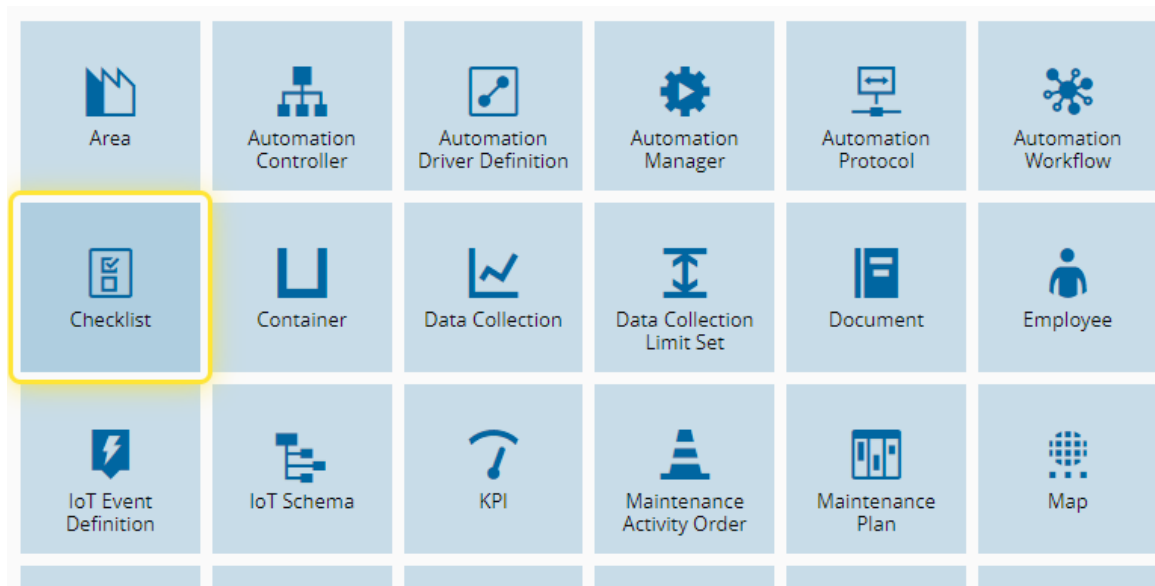 Area
Automation
Controller
Automation
Driver Definition
Automation
Manager
Automation
Protocol
Automation
Workflow
Checklist
Container
Data Collection
Data Collection
Limit Set
Document
Employee
IoT Event
Definition
IoT Schema
KPI
Maintenance
Activity Order
Maintenance
Plan
Map